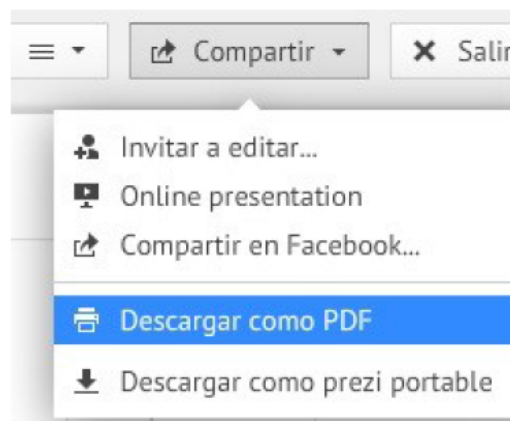 Compartir
Salir
Invitar a editar...
Online presentation
Compartir en Facebook...
Descargar como PDF
Descargar como prezi portable